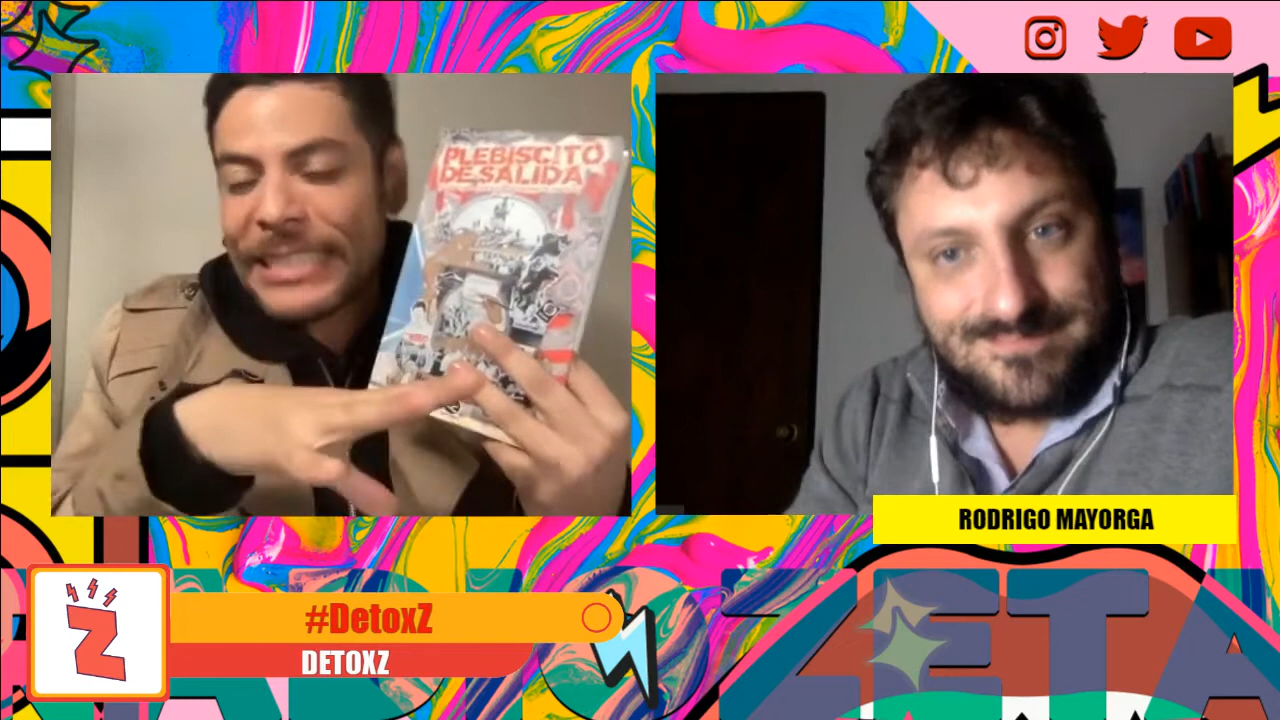 PLEBISCITO
DE SALIDA
RODRIGO MAYORGA
Z
#DetoxZ
DETOXZ
ZETA